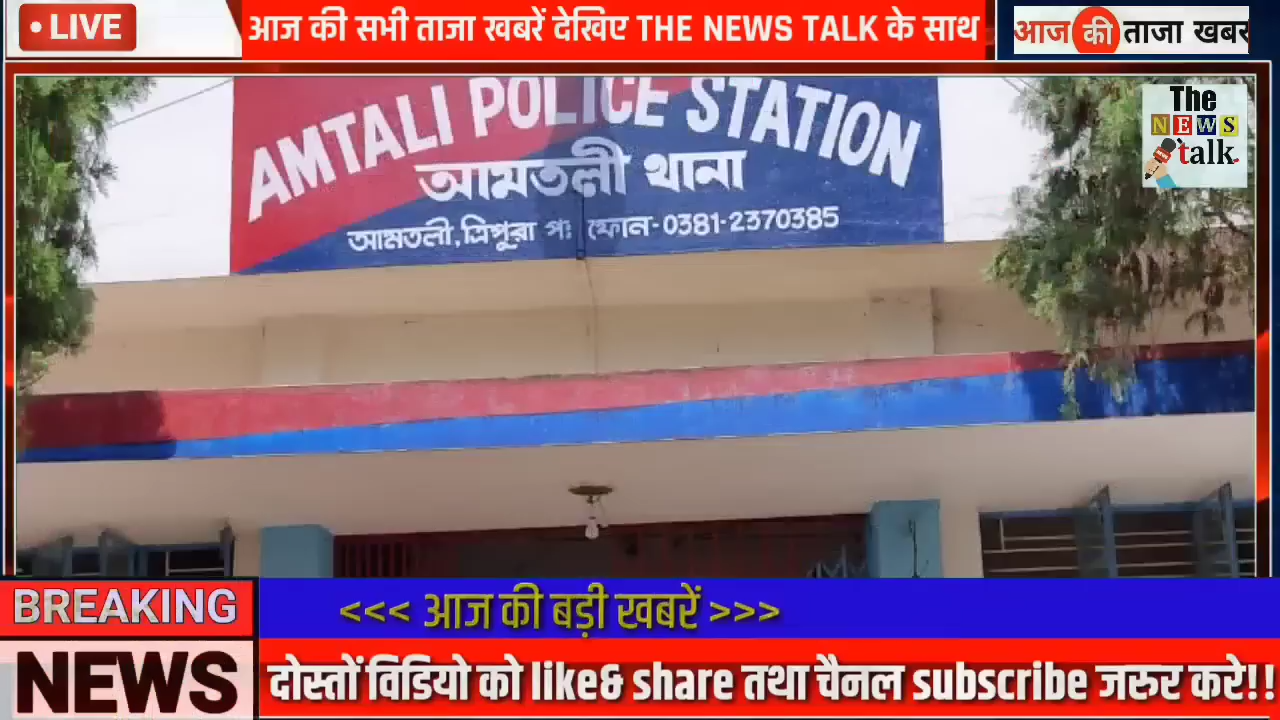 • LIVE
आज की सभी ताजा खबरें देखिए THE NEWS TALK के साथ
आज की ताजा खबर
The
NEWS
talk
AMTALI POLICE STATION
আমতলী থানা
আমতলী, ত্রিপুরা পঃ ফোন-0381-2370385
BREAKING
NEWS
<<< आज की बड़ी खबरें >>>
दोस्तों विडियो को like& share तथा चैनल subscribe जरुर करे!!